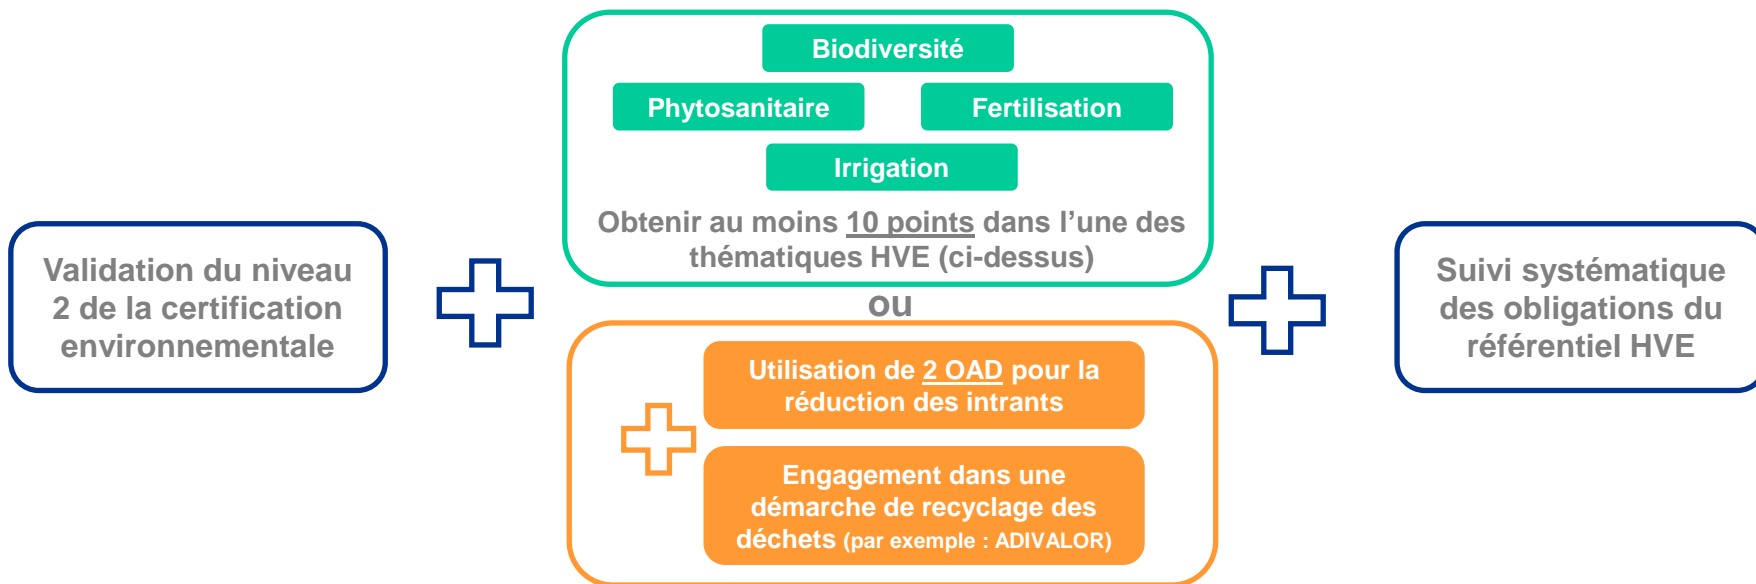 Validation du niveau
2 de la certification
environnementale
Biodiversité
Phytosanitaire
Fertilisation
Irrigation
Obtenir au moins 10 points dans l’une des
thématiques HVE (ci-dessus)
ou
Utilisation de 2 OAD pour la
réduction des intrants
Engagement dans une
démarche de recyclage des
déchets (par exemple : ADIVALOR)
Suivi systématique
des obligations du
référentiel HVE